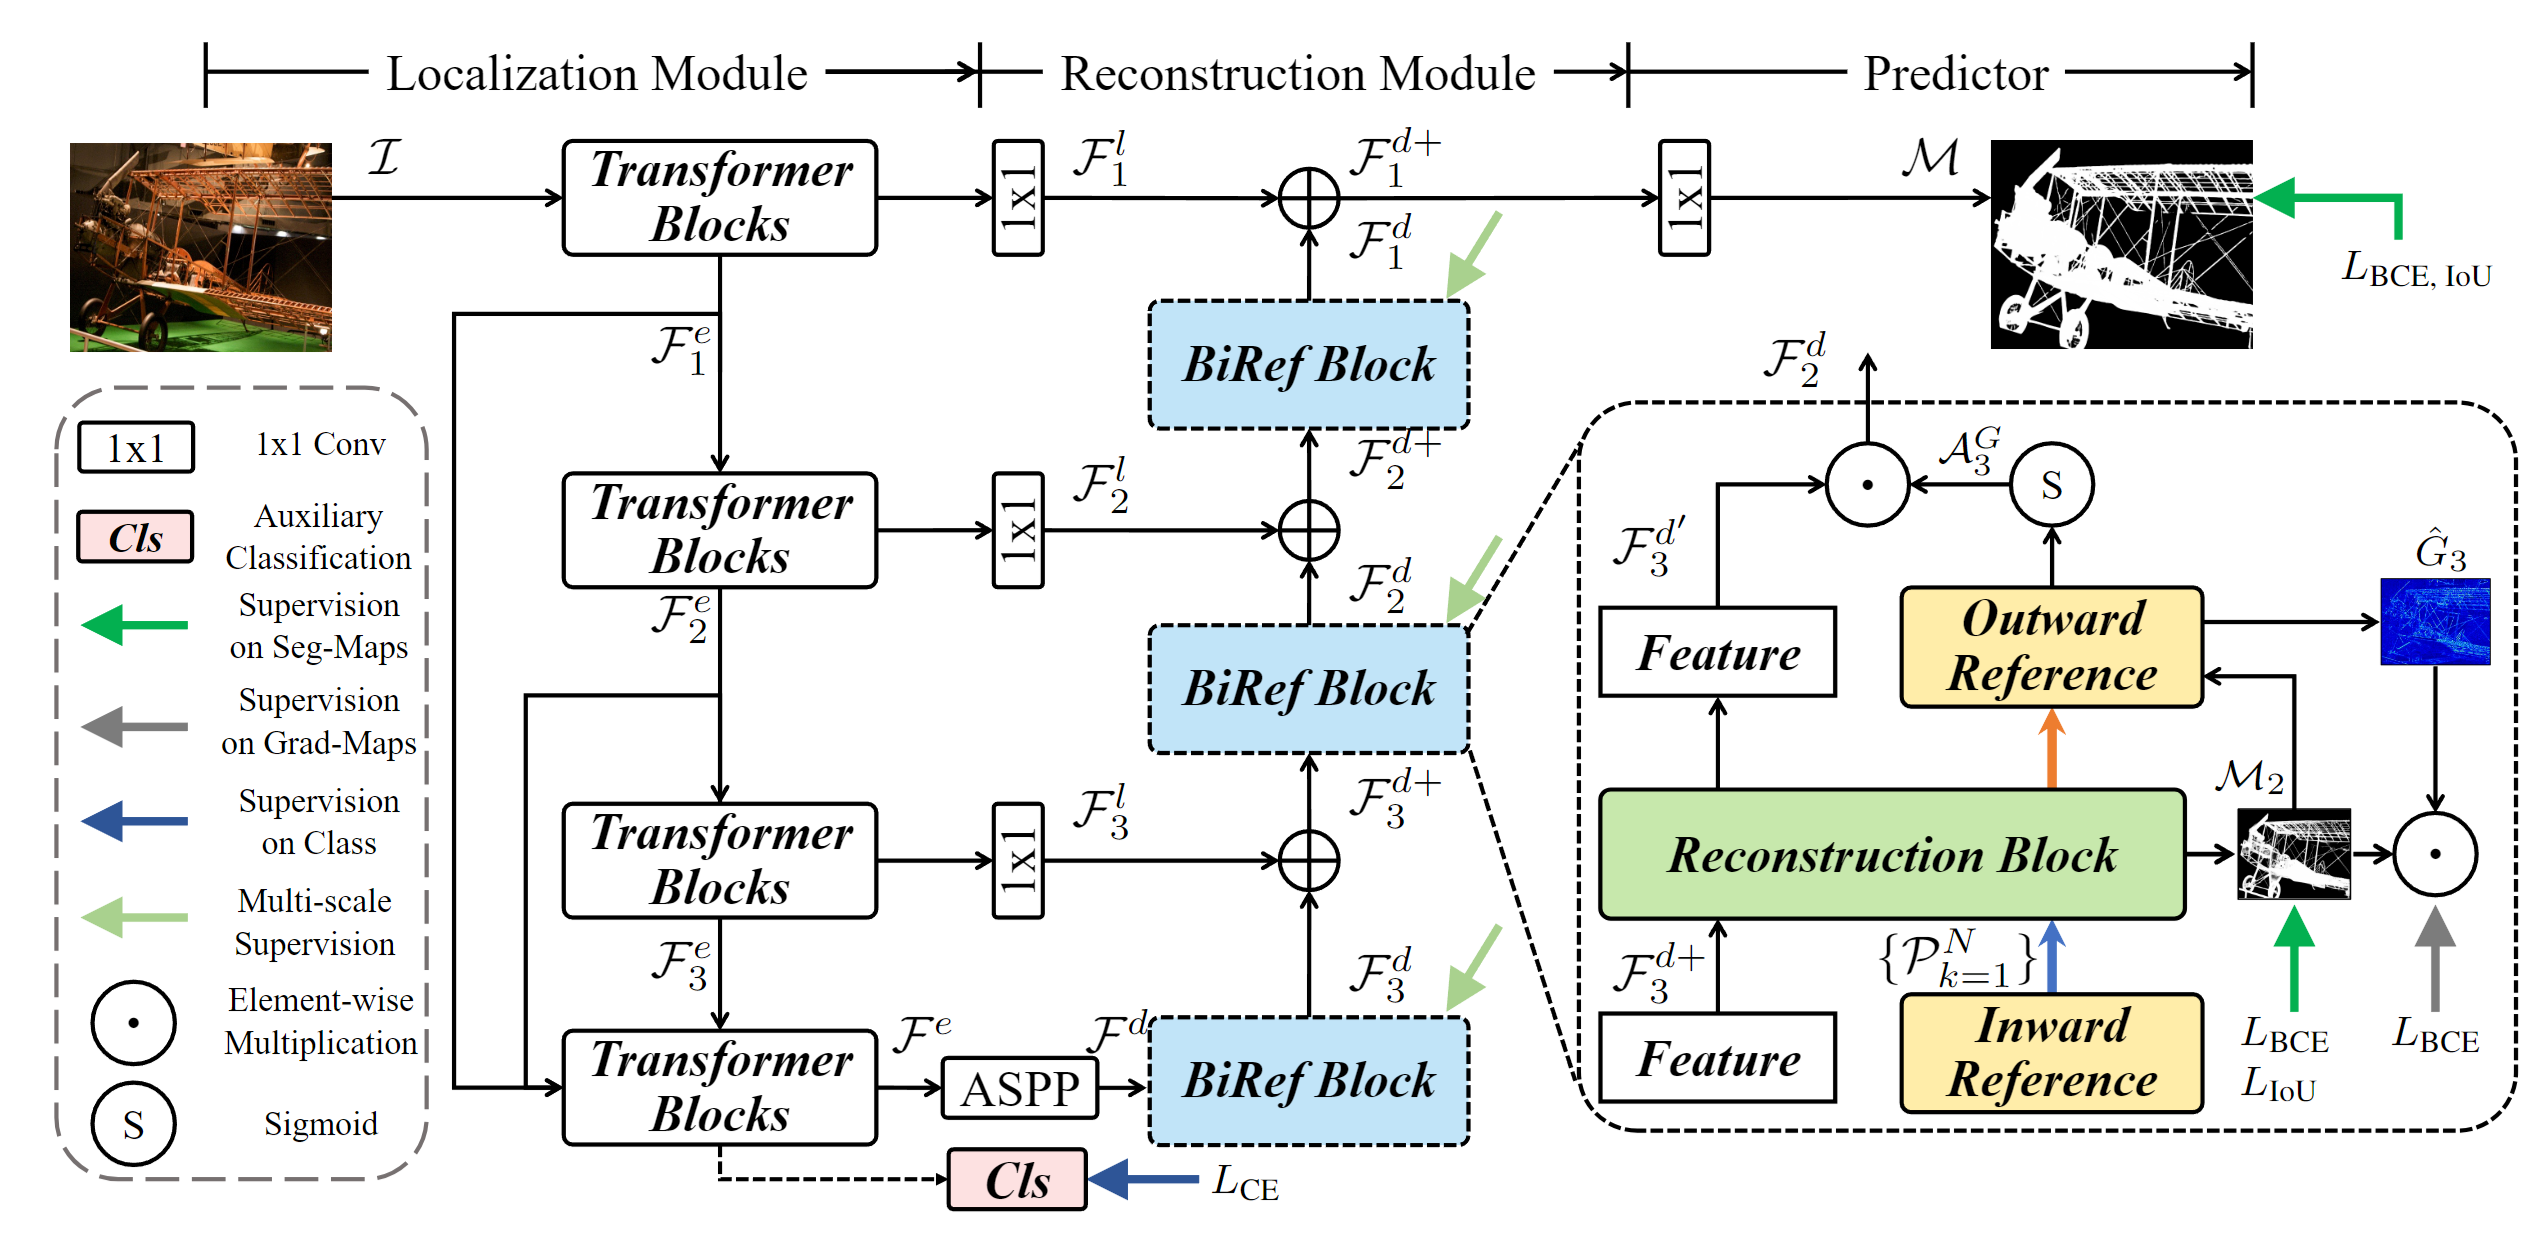 Localization Module
Reconstruction Module
Predictor
$\mathcal{I}$
Transformer
Blocks
1x1
$\mathcal{F}_1^l$
$\mathcal{F}_1^{d+}$
$\mathcal{F}_1^d$
1x1
$\mathcal{M}$
$L_{\text{BCE, IoU}}$
$\mathcal{F}_1^e$
BiRef Block
Transformer
Blocks
1x1
$\mathcal{F}_2^l$
$\mathcal{F}_2^{d+}$
$\mathcal{F}_2^d$
$\mathcal{F}_2^e$
BiRef Block
Transformer
Blocks
1x1
$\mathcal{F}_3^l$
$\mathcal{F}_3^{d+}$
$\mathcal{F}_3^d$
$\mathcal{F}_3^e$
Transformer
Blocks
$\mathcal{F}^e$
ASPP
$\mathcal{F}^d$
BiRef Block
Cls
$L_{\text{CE}}$
1x1
1x1 Conv
Cls
Auxiliary
Classification
Supervision
on Seg-Maps
Supervision
on Grad-Maps
Supervision
on Class
Multi-scale
Supervision
Element-wise
Multiplication
S
Sigmoid
$\mathcal{F}_2^d$
$\mathcal{A}_3^G$
S
$\mathcal{F}_3^{d'}$
$\hat{G}_3$
Feature
Outward
Reference
$\mathcal{M}_2$
Reconstruction Block
$\mathcal{F}_3^{d+}$
$\{\mathcal{P}_{k=1}^N\}$
Feature
Inward
Reference
$L_{\text{BCE}}$
$L_{\text{IoU}}$
$L_{\text{BCE}}$